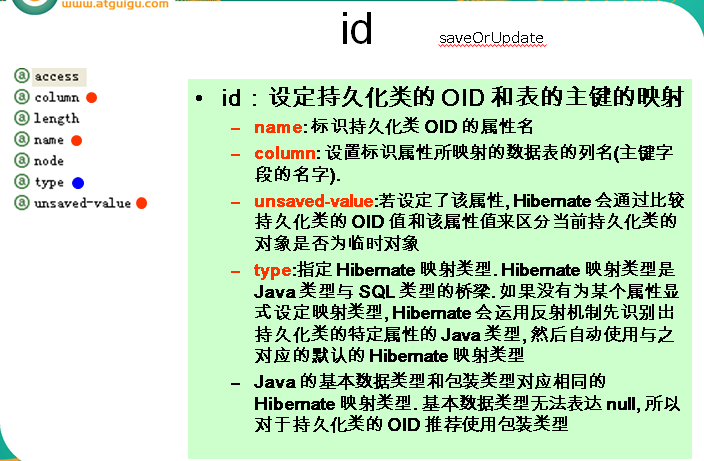 www.atguigu.com
id
saveOrUpdate
access
column
length
name
node
type
unsaved-value
• id：设定持久化类的 OID 和表的主键的映射
– name: 标识持久化类 OID 的属性名
– column: 设置标识属性所映射的数据表的列名(主键字
段的名字).
– unsaved-value:若设定了该属性, Hibernate 会通过比较
持久化类的 OID 值和该属性值来区分当前持久化类的
对象是否为临时对象
– type:指定 Hibernate 映射类型. Hibernate 映射类型是
Java 类型与 SQL 类型的桥梁. 如果没有为某个属性显
式设定映射类型, Hibernate 会运用反射机制先识别出
持久化类的特定属性的 Java 类型, 然后自动使用与之
对应的默认的 Hibernate 映射类型
– Java 的基本数据类型和包装类型对应相同的
Hibernate 映射类型. 基本数据类型无法表达 null, 所以
对于持久化类的 OID 推荐使用包装类型